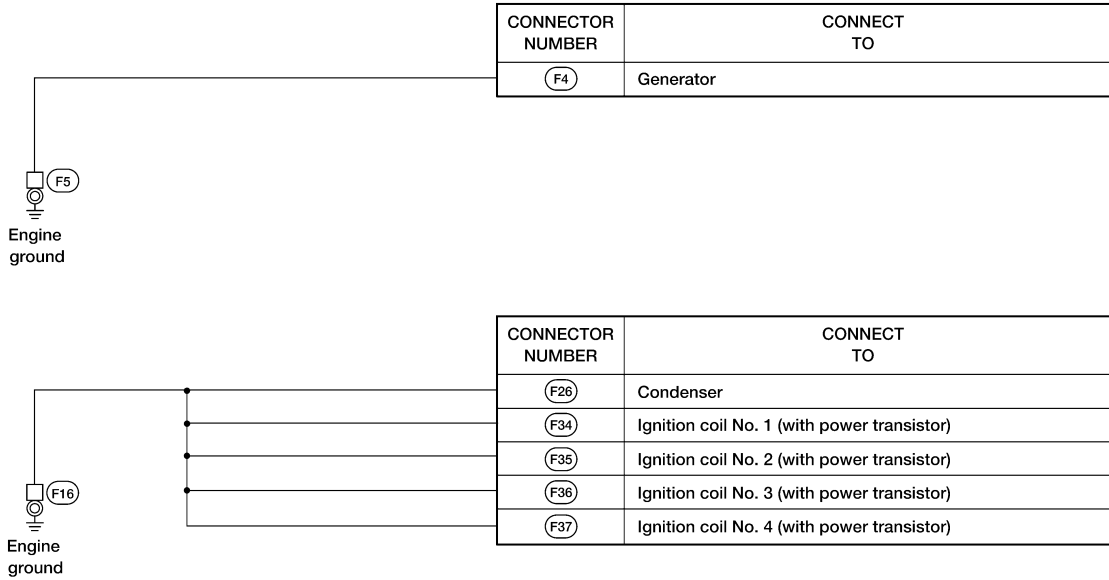 CONNECTOR NUMBER
CONNECT TO
F4
Generator
F5
Engine
ground
CONNECTOR NUMBER
CONNECT TO
F26
Condenser
F34
Ignition coil No. 1 (with power transistor)
F35
Ignition coil No. 2 (with power transistor)
F36
Ignition coil No. 3 (with power transistor)
F37
Ignition coil No. 4 (with power transistor)
F16
Engine
ground